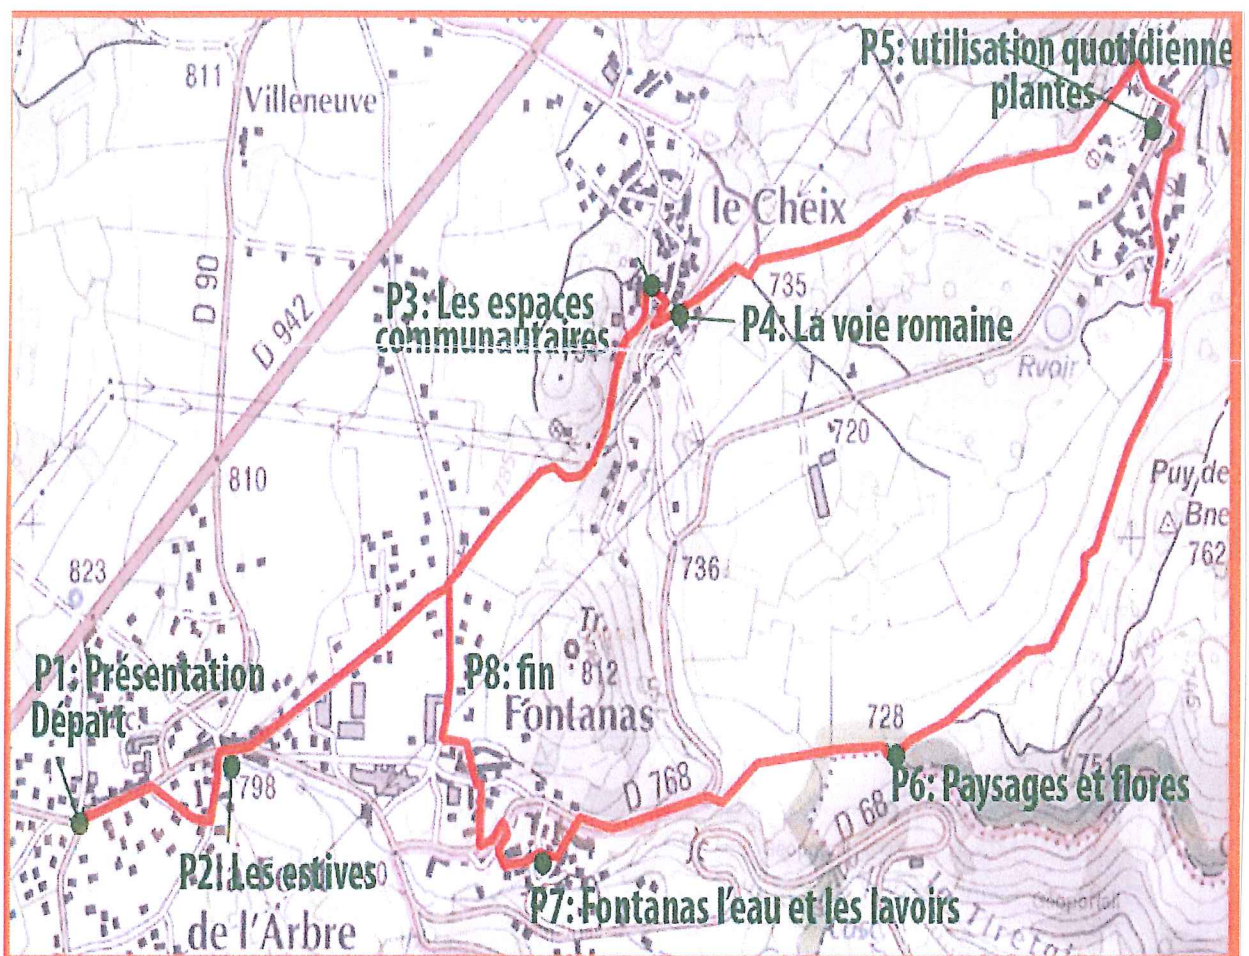 P5: utilisation quotidienne
plantes
811
Villeneuve
le Cheix
D 90
D 942
P3: Les espaces
communautaires
735
P4: La voie romaine
Rvoir
720
810
Puy de
Bne
762
736
823
Tr.
812
P1: Présentation
Départ
P8: fin
Fontanas
728
798
D 768
751
P6: Paysages et flores
D 68
P2: Les estives
P7: Fontanas l'eau et les lavoirs
de l'Arbre